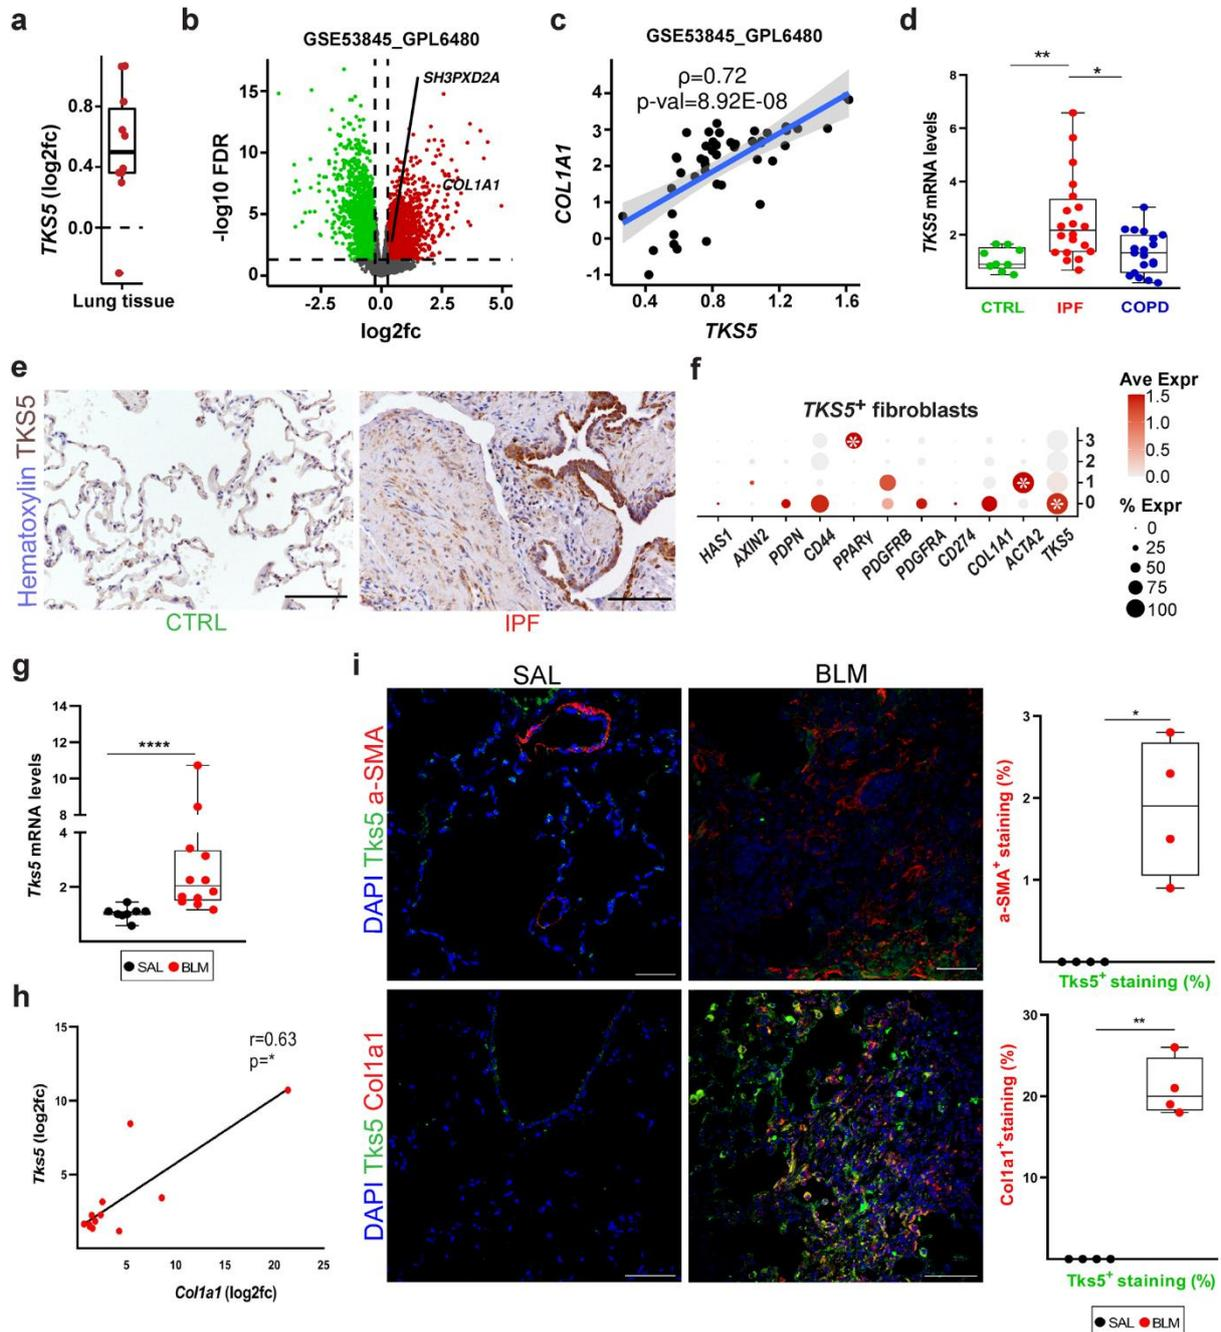 a
TKS5 (log2fc)
0.8
0.4
0.0
Lung tissue
b
GSE53845_GPL6480
SH3PXD2A
COL1A1
-log10 FDR
15
10
5
0
-2.5 0.0 2.5 5.0
log2fc
c
GSE53845_GPL6480
ρ=0.72
p-val=8.92E-08
COL1A1
4
3
2
1
0
-1
0.4 0.8 1.2 1.6
TKS5
d
** *
TKS5 mRNA levels
8
6
4
2
CTRL IPF COPD
e
Hematoxylin TKS5
CTRL IPF
f
TKS5+ fibroblasts
3
2
1
0
HAS1 AXIN2 PDPN CD44 PPARγ PDGFRB PDGFRA CD274 COL1A1 ACTA2 TKS5
Ave Expr
1.5
1.0
0.5
0.0
% Expr
0
25
50
75
100
g
Tks5 mRNA levels
14
12
10
8
4
2
****
SAL BLM
h
Tks5 (log2fc)
15
10
5
r=0.63
p=*
5 10 15 20 25
Col1a1 (log2fc)
i
SAL BLM
DAPI Tks5 a-SMA
DAPI Tks5 Col1a1
a-SMA+ staining (%)
3
2
1
*
Tks5+ staining (%)
Col1a1+staining (%)
30
20
10
**
Tks5+ staining (%)
SAL BLM